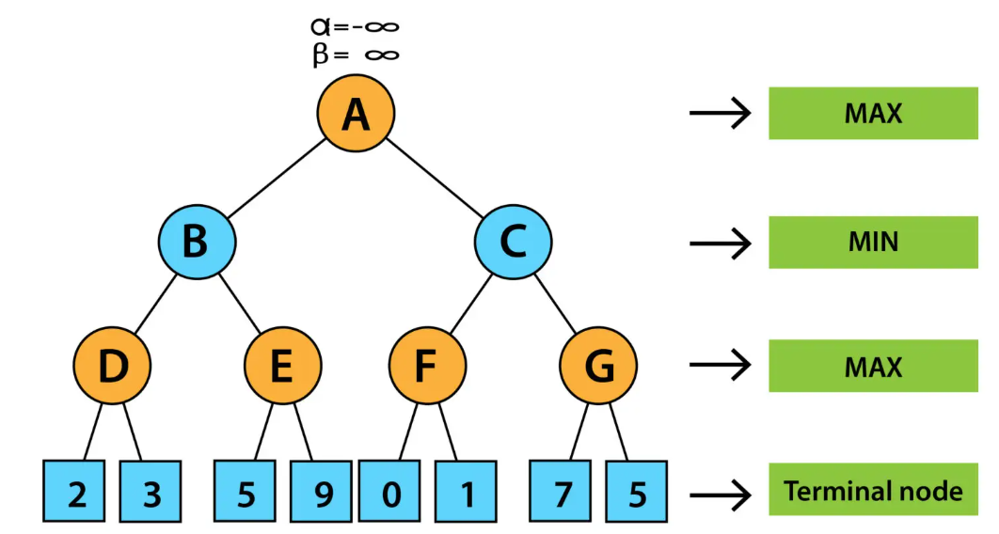 α=-∞
β= ∞
A
MAX
B
C
MIN
D
E
F
G
MAX
2
3
5
9
0
1
7
5
Terminal node